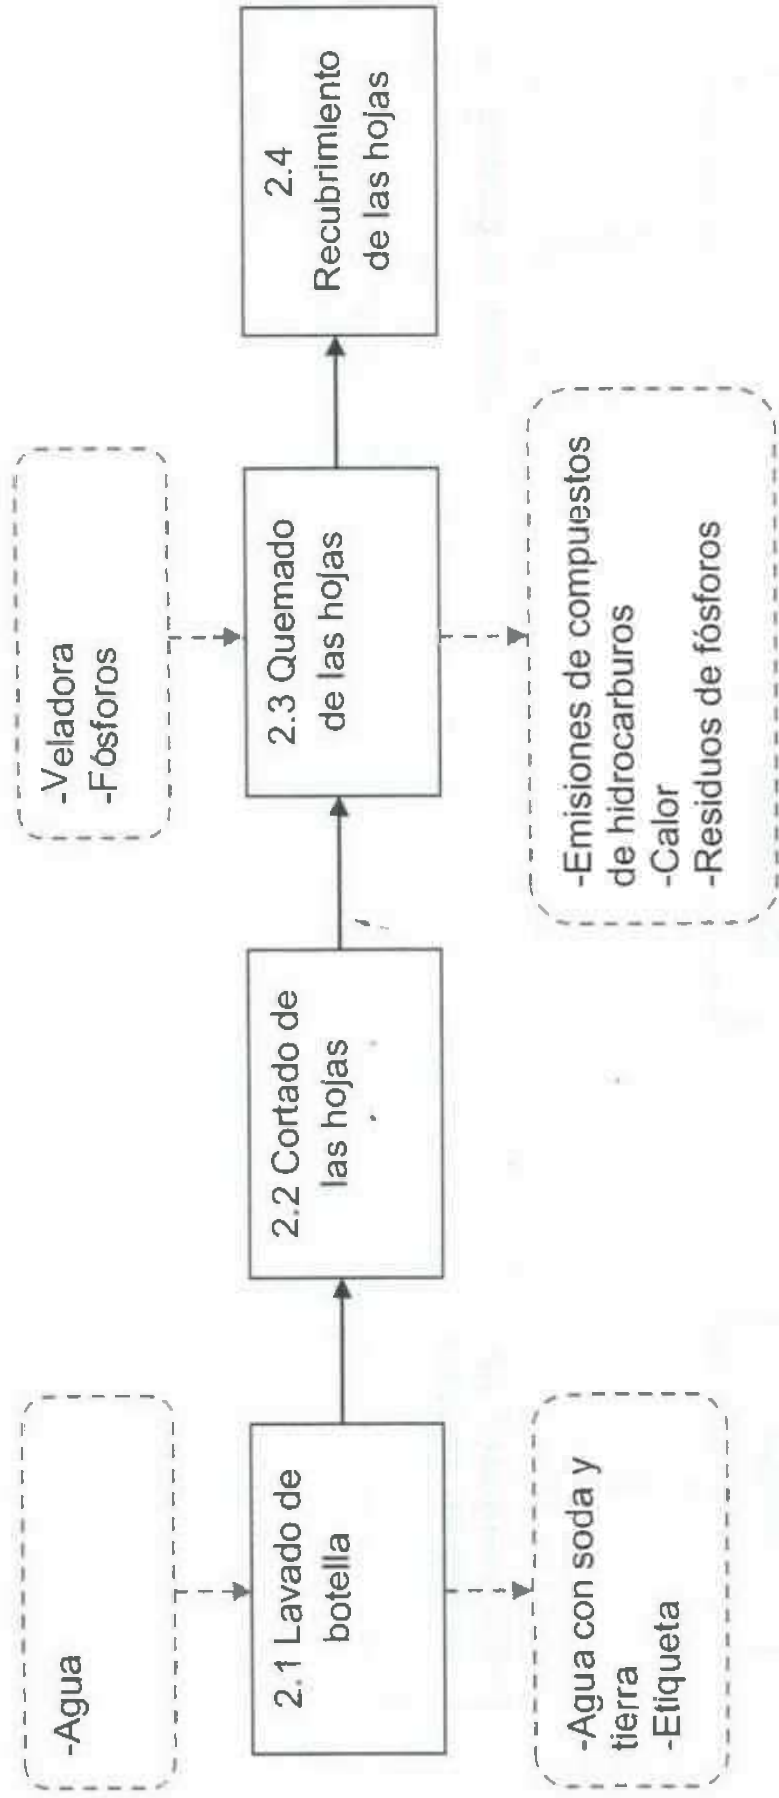 -Agua
2.1 Lavado de
botella
-Agua con soda y
tierra
-Etiqueta
2.2 Cortado de
las hojas
-Veladora
-Fósforos
2.3 Quemado
de las hojas
-Emisiones de compuestos
de hidrocarburos
-Calor
-Residuos de fósforos
2.4
Recubrimiento
de las hojas